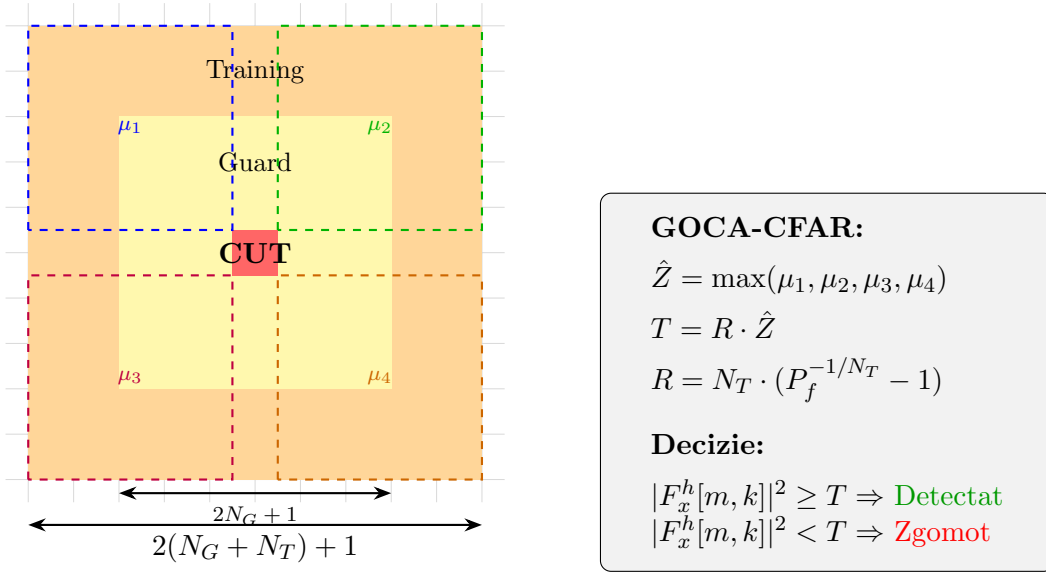 Training
μ₁
μ₂
Guard
CUT
μ₃
μ₄
2N_G + 1
2(N_G + N_T) + 1
GOCA-CFAR:
Ẑ = max(μ₁, μ₂, μ₃, μ₄)
T = R · Ẑ
R = N_T · (P_f^{-1/N_T} − 1)
Decizie:
|F_x^h[m, k]|² ≥ T ⇒ Detectat
|F_x^h[m, k]|² < T ⇒ Zgomot